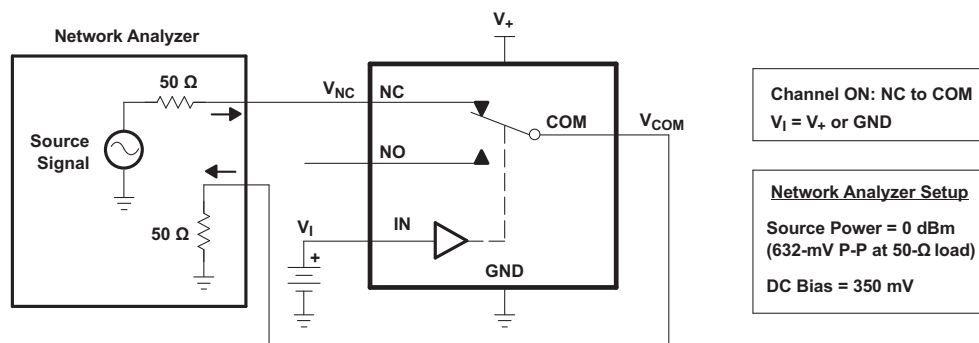 Network Analyzer
50 Ω
Source
Signal
50 Ω
V+
VNC
NC
COM
VCOM
NO
VI
+
IN
GND
Channel ON: NC to COM
VI = V+ or GND
Network Analyzer Setup
Source Power = 0 dBm
(632-mV P-P at 50-Ω load)
DC Bias = 350 mV